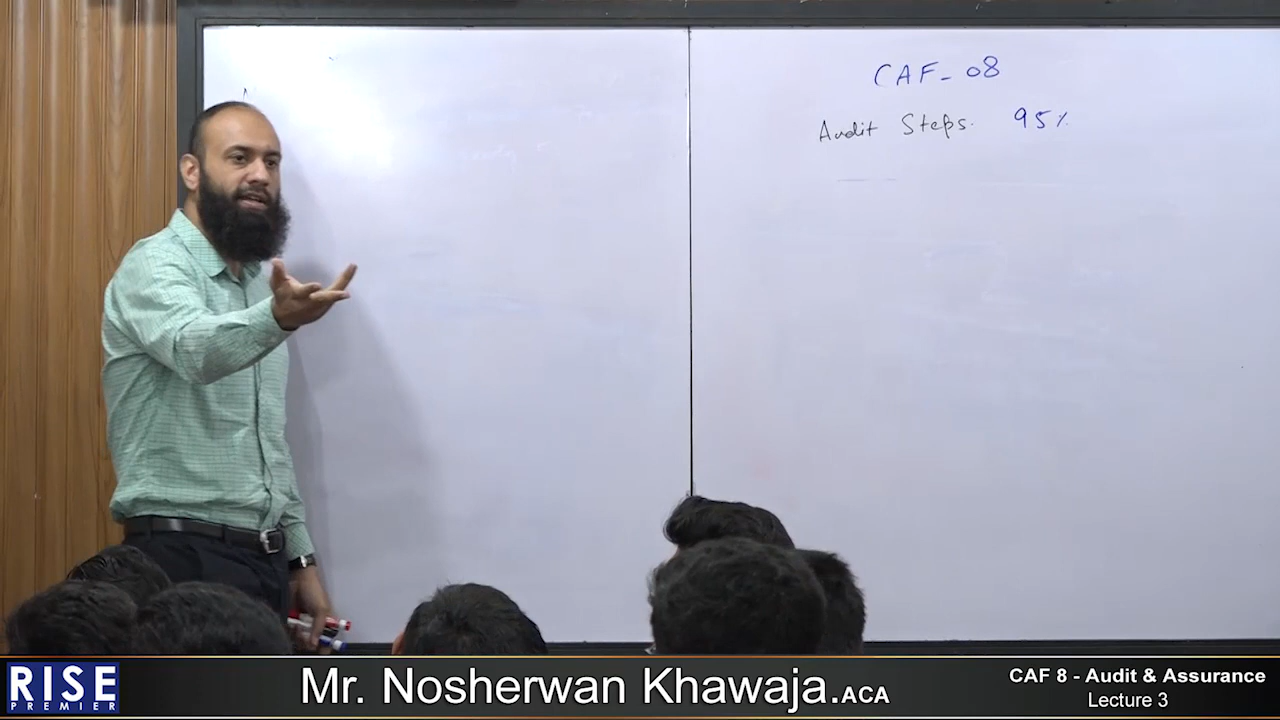 CAF-08
Audit Steps. 95%
RISE
PREMIER
Mr. Nosherwan Khawaja.ACA
CAF 8 - Audit & Assurance
Lecture 3